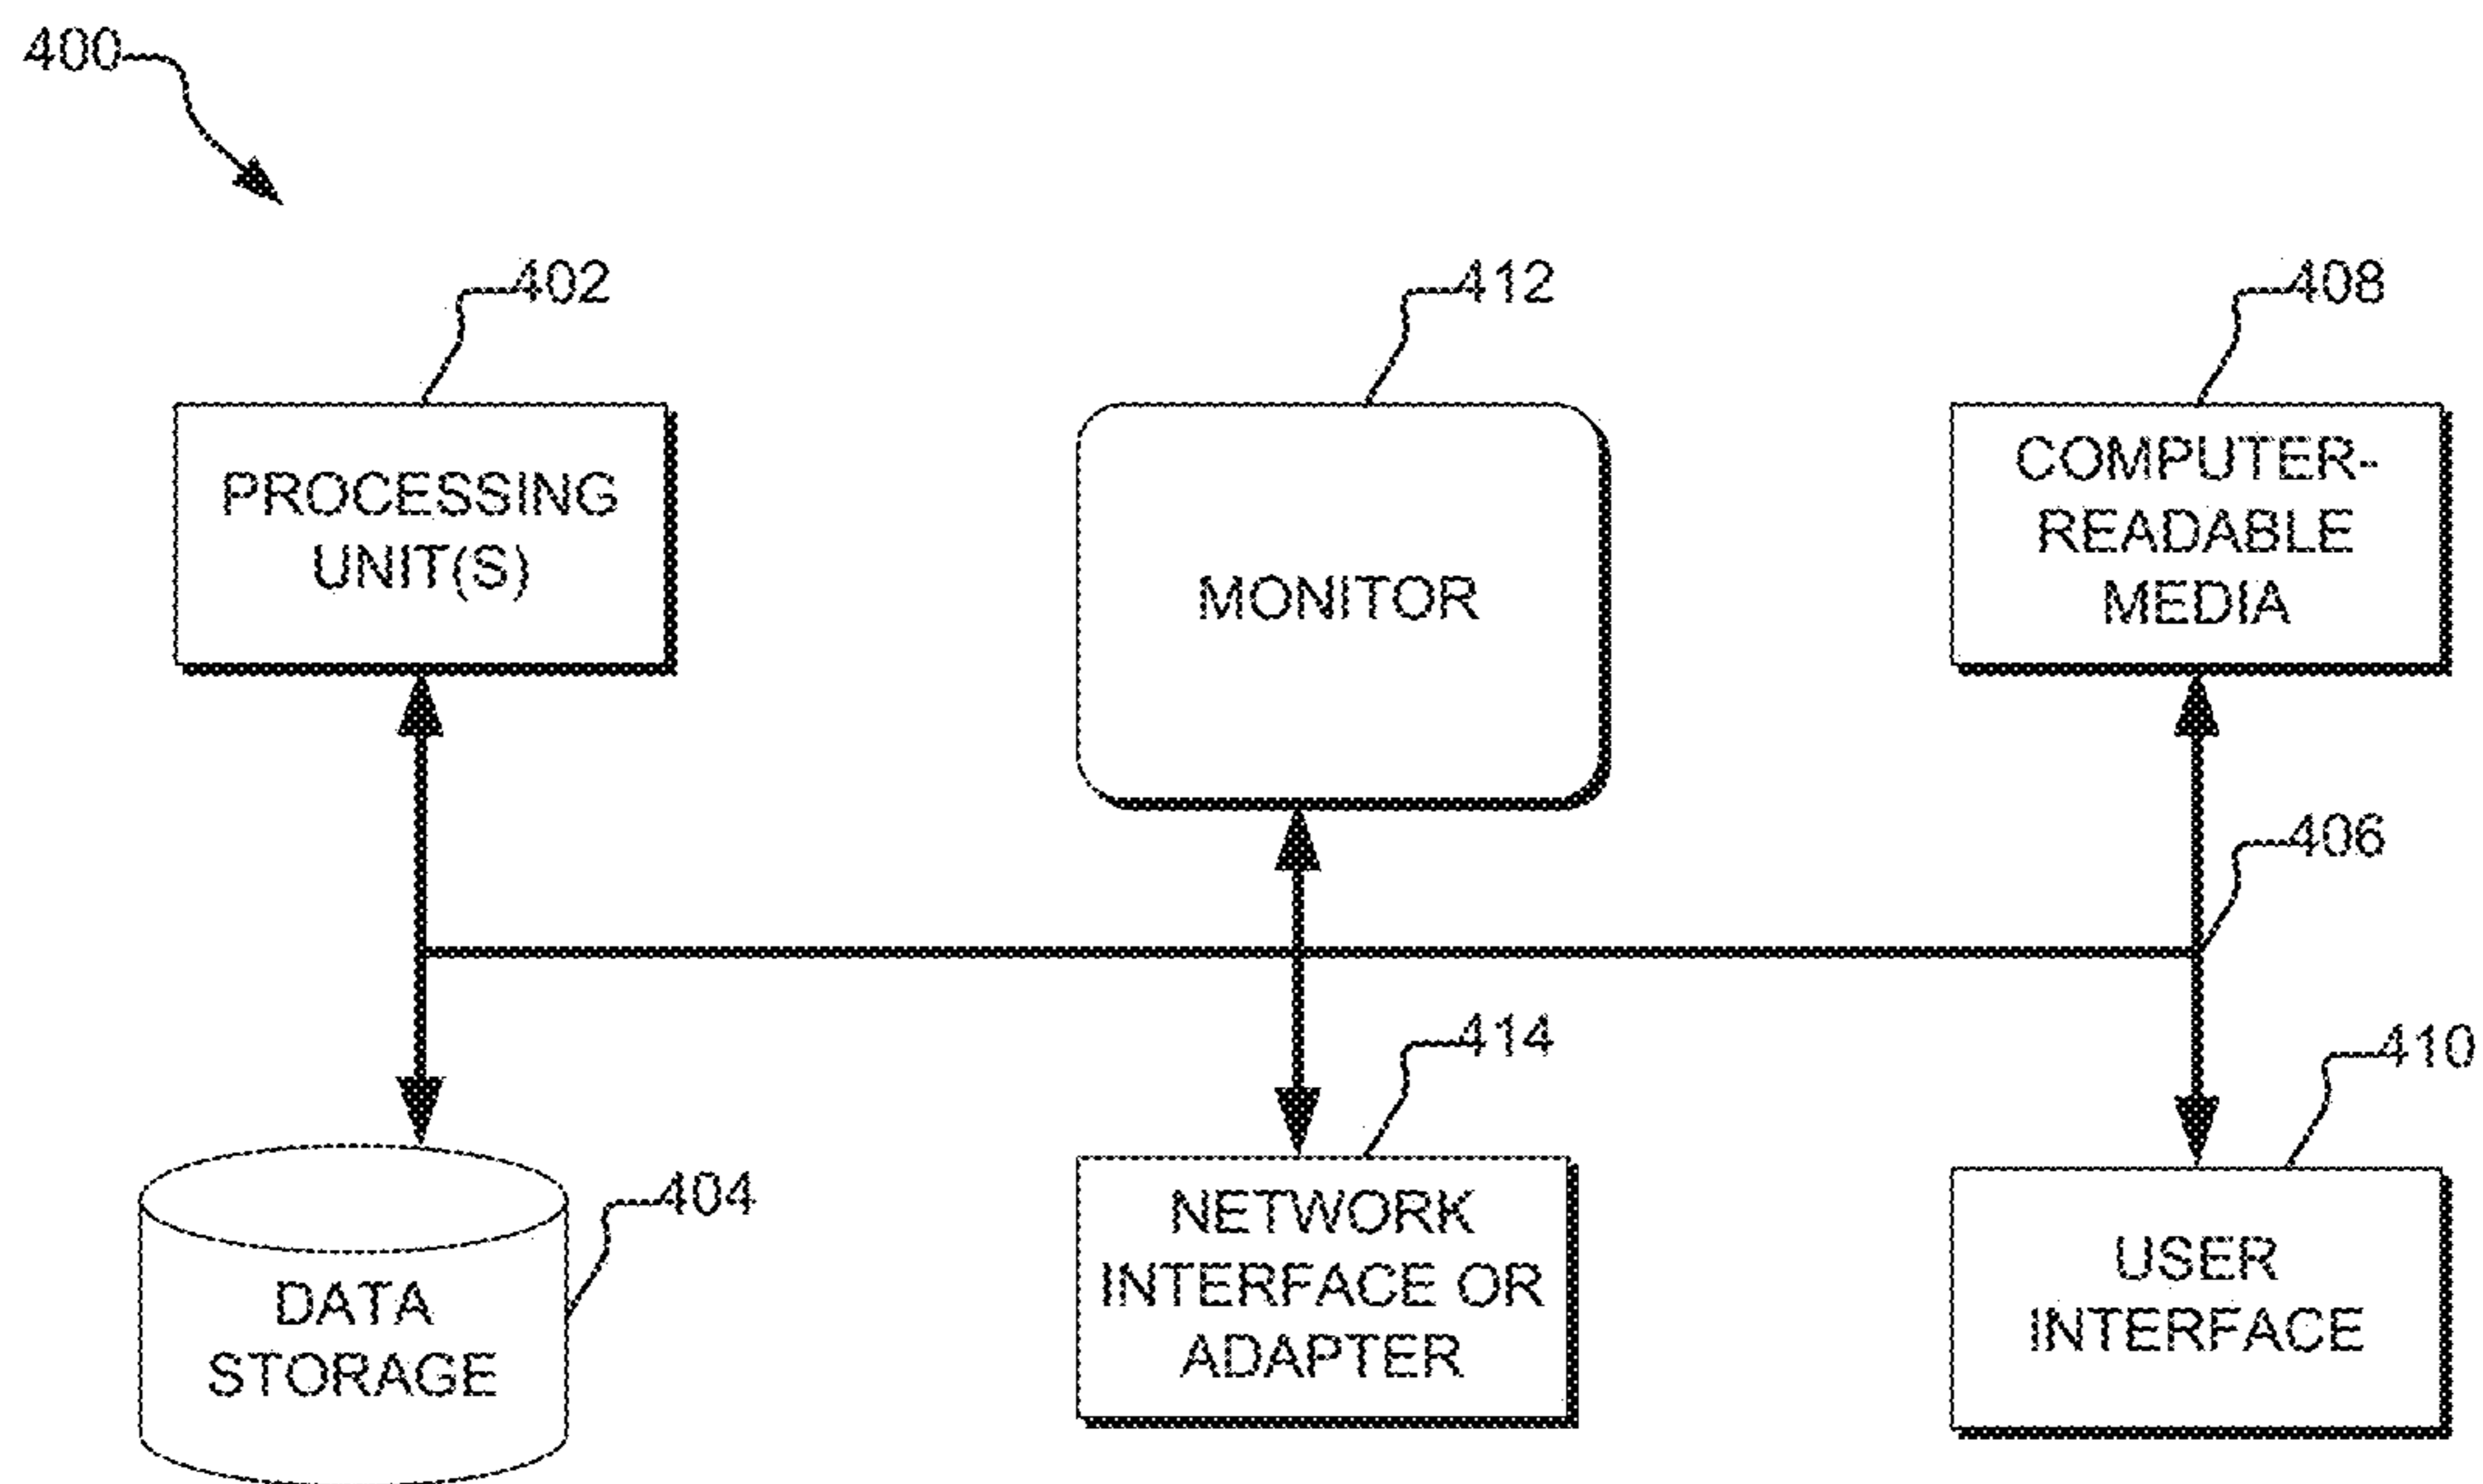 400
402
412
408
PROCESSING
UNIT(S)
MONITOR
COMPUTER-
READABLE
MEDIA
406
414
410
404
DATA
STORAGE
NETWORK
INTERFACE OR
ADAPTER
USER
INTERFACE